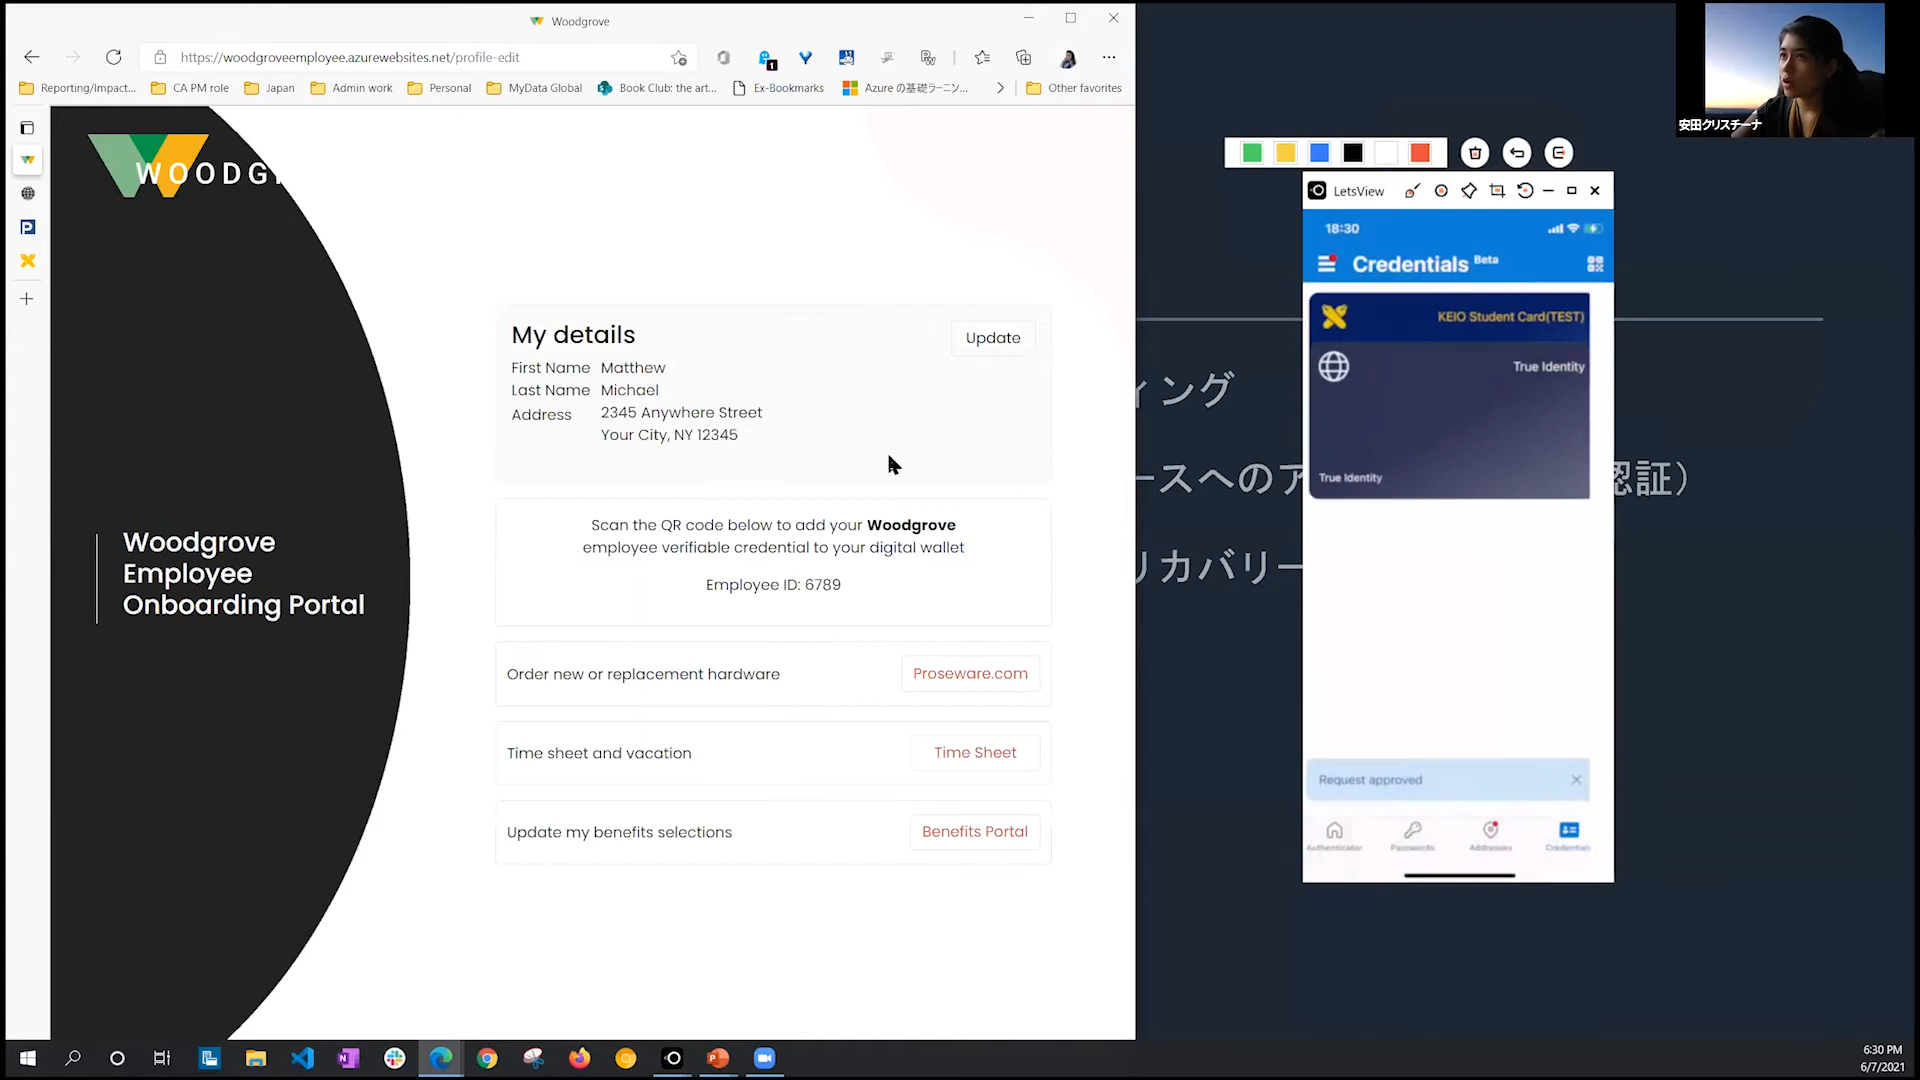 Woodgrove
https://woodgroveemployee.azurewebsites.net/profile-edit
1
Reporting/impact...
CA PM role
Japan
Admin work
Personal
MyData Global
Book Club: the art...
Ex-Bookmarks
Azure の基礎ラーニン...
Other favorites
WOODG
Woodgrove
Employee
Onboarding Portal
My details
Update
First Name Matthew
Last Name Michael
Address 2345 Anywhere Street
Your City, NY 12345
Scan the QR code below to add your Woodgrove
employee verifiable credential to your digital wallet
Employee ID: 6789
Order new or replacement hardware
Proseware.com
Time sheet and vacation
Time Sheet
Update my benefits selections
Benefits Portal
安田クリスチーナ
LetsView
18:30
Credentials Beta
KEIO Student Card(TEST)
True Identity
True Identity
Request approved
Authenticator
Passwords
Addresses
Credentials
ィング
ースへのア
認証）
リカバリー
6:30 PM
6/7/2021